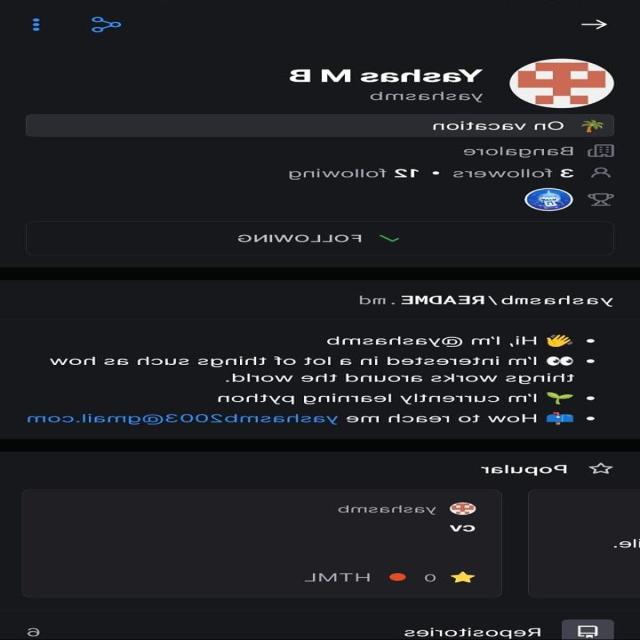 Yashas M B
yashasmb
On vacation
Bangalore
3 followers • 12 following
FOLLOWING
yashasmb/README.md
• 👋 Hi, I'm @yashasmb
• 👀 I'm interested in a lot of things such as how
things works around the world.
• 🌱 I'm currently learning python
• 📫 How to reach me yashasmb2003@gmail.com
Popular
yashasmb
cv
0 HTML
ile.
Repositories 6